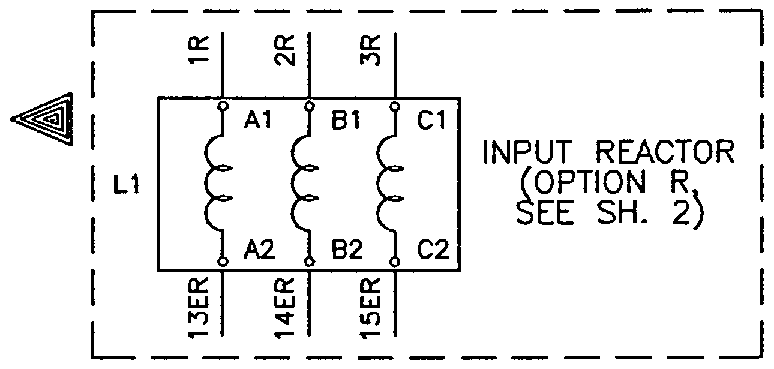 1R 2R 3R
A1 B1 C1
L1
INPUT REACTOR
(OPTION R,
SEE SH. 2)
A2 B2 C2
13ER 14ER 15ER